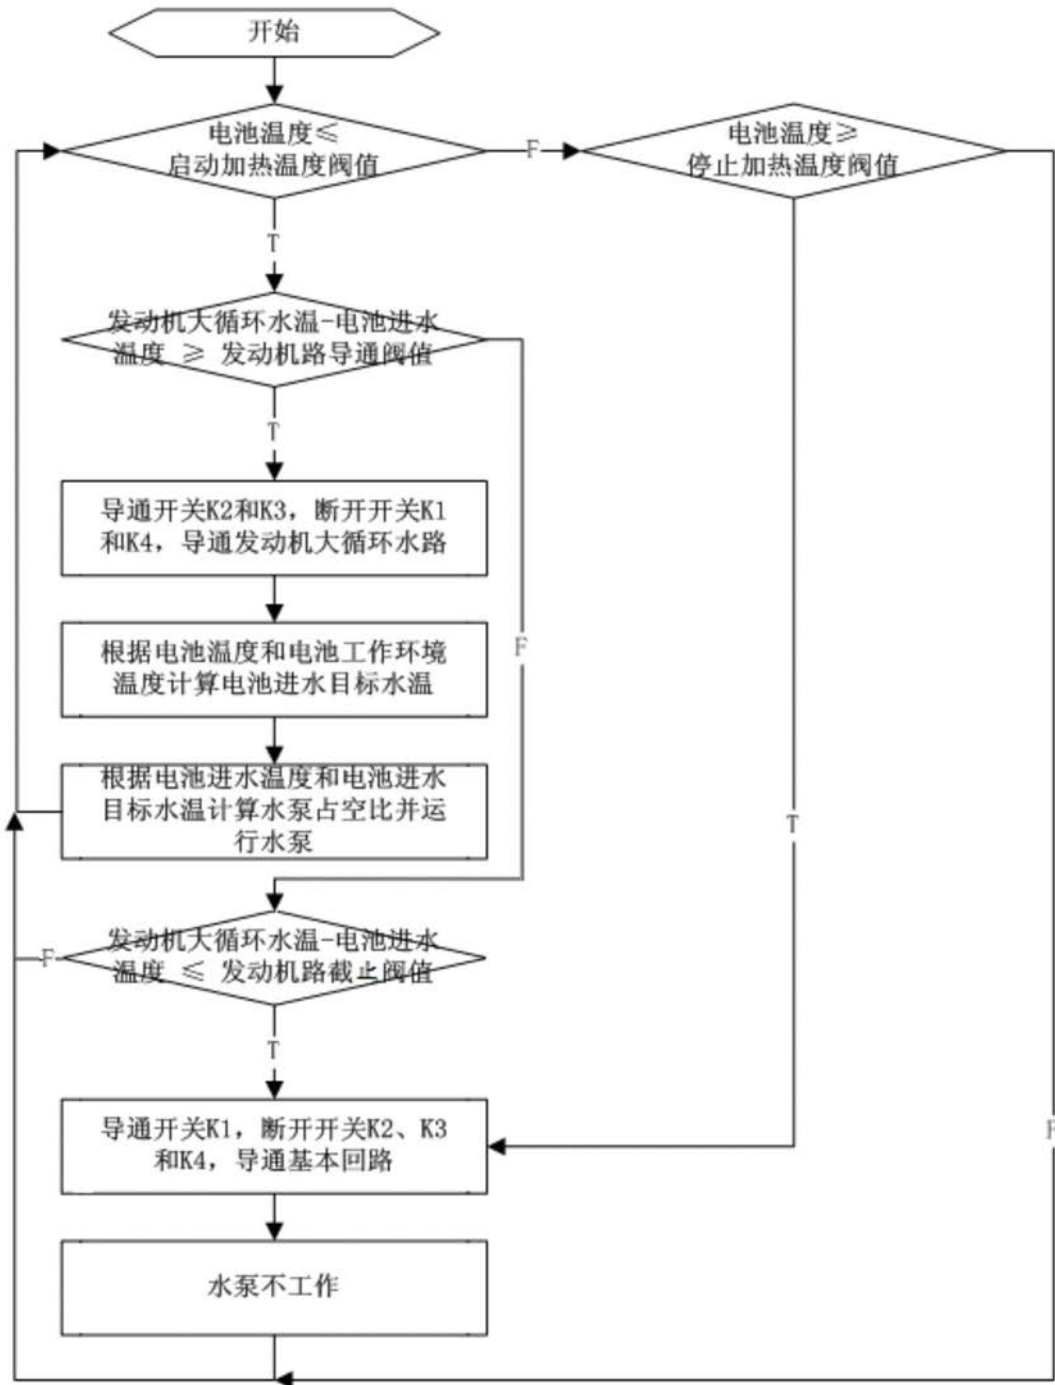 开始
电池温度≤
启动加热温度阀值
F
电池温度≥
停止加热温度阀值
T
发动机大循环水温-电池进水
温度 ≥ 发动机路导通阀值
T
导通开关K2和K3，断开开关K1
和K4，导通发动机大循环水路
F
根据电池温度和电池工作环境
温度计算电池进水目标水温
根据电池进水温度和电池进水
目标水温计算水泵占空比并运
行水泵
T
发动机大循环水温-电池进水
温度 ≤ 发动机路截止阀值
F
T
导通开关K1，断开开关K2、K3
和K4，导通基本回路
F
水泵不工作